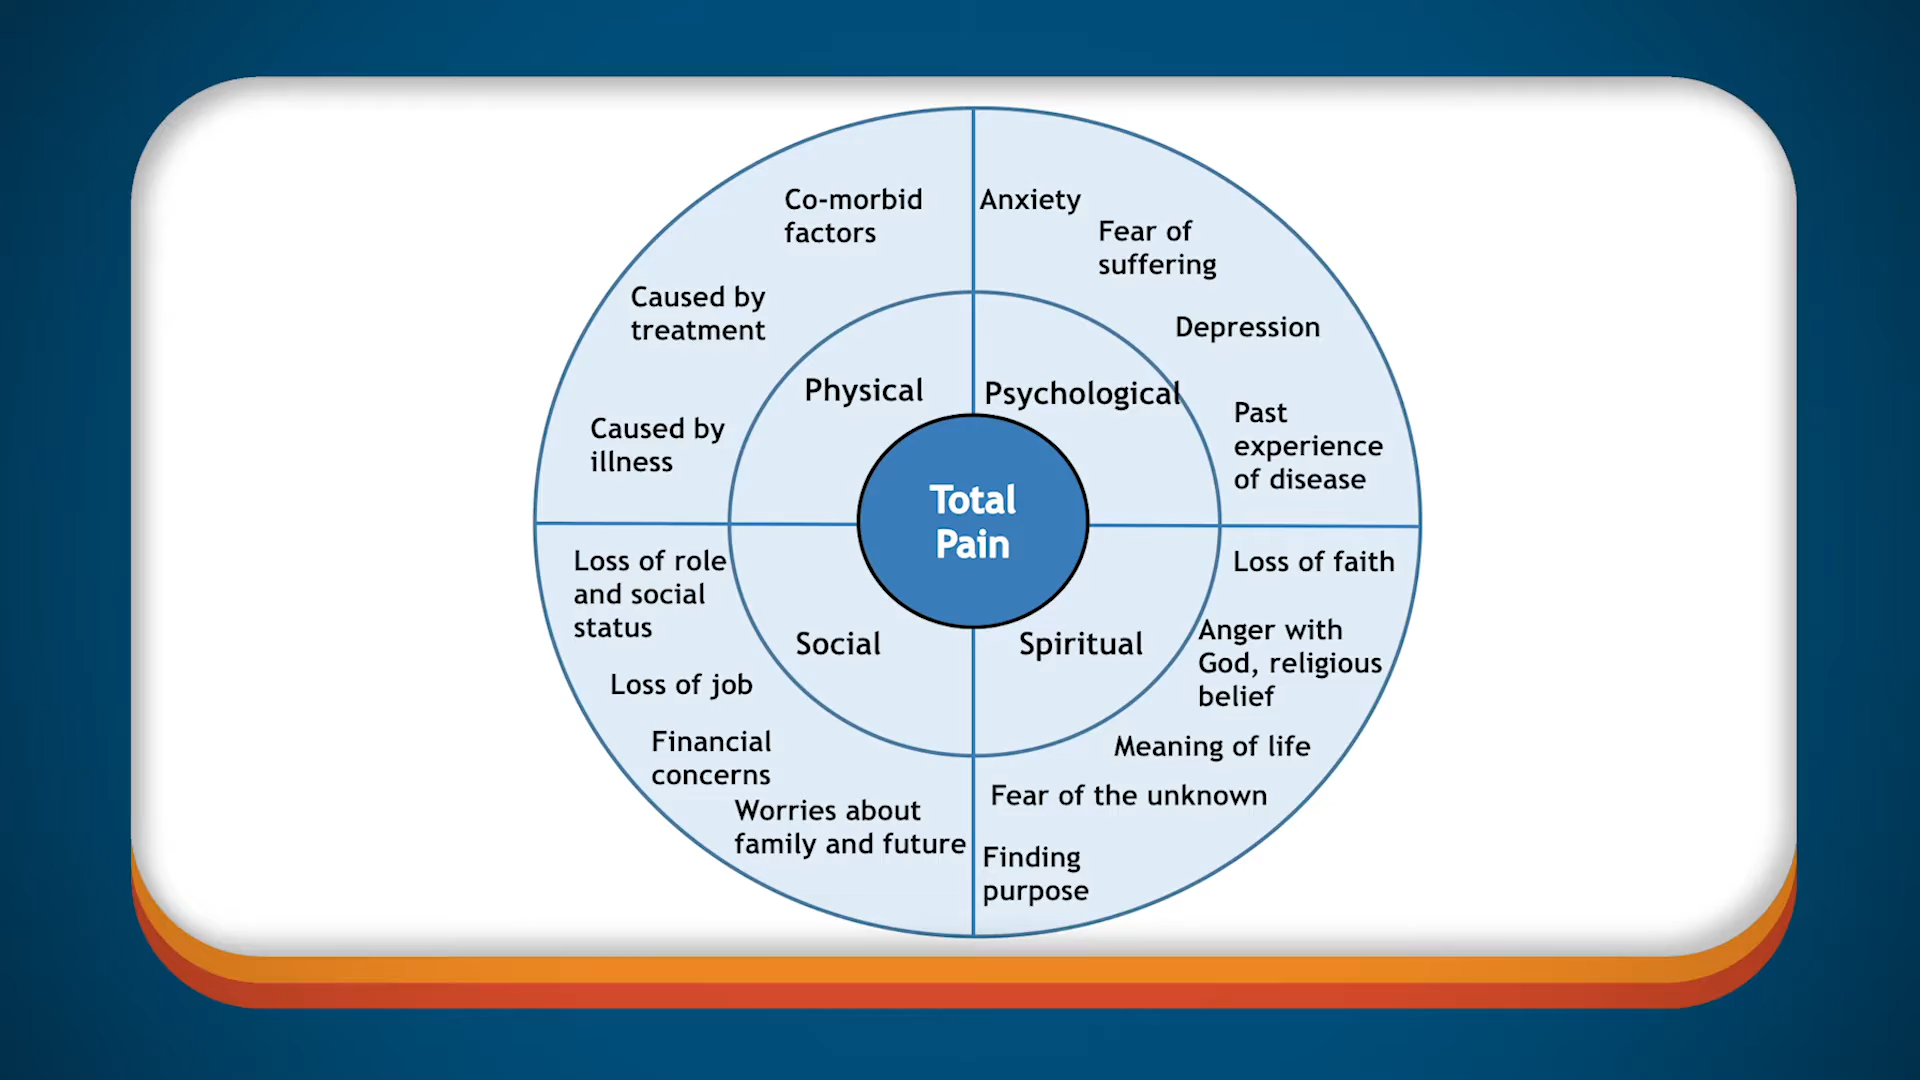 Co-morbid
factors
Caused by
treatment
Caused by
illness
Physical
Anxiety
Fear of
suffering
Depression
Past
experience
of disease
Psychological
Total
Pain
Loss of role
and social
status
Loss of job
Financial
concerns
Worries about
family and future
Social
Spiritual
Loss of faith
Anger with
God, religious
belief
Meaning of life
Fear of the unknown
Finding
purpose